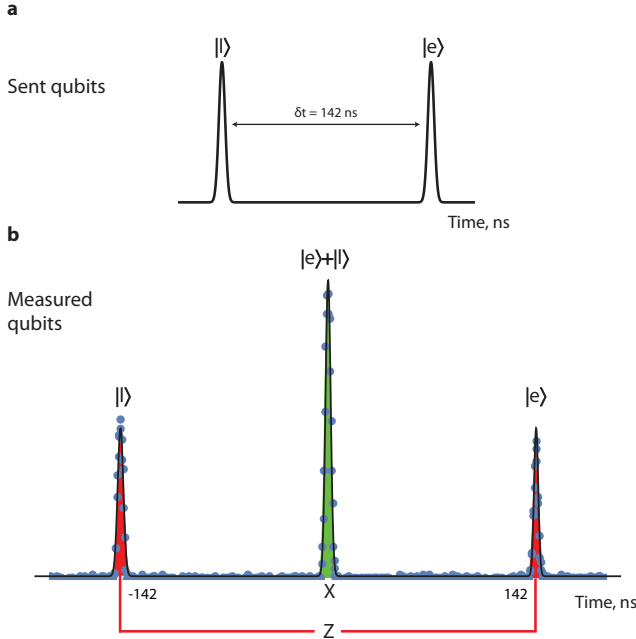 a
|l⟩
|e⟩
Sent qubits
δt = 142 ns
Time, ns
b
|e⟩+|l⟩
Measured
qubits
|l⟩
|e⟩
-142
X
142
Time, ns
Z